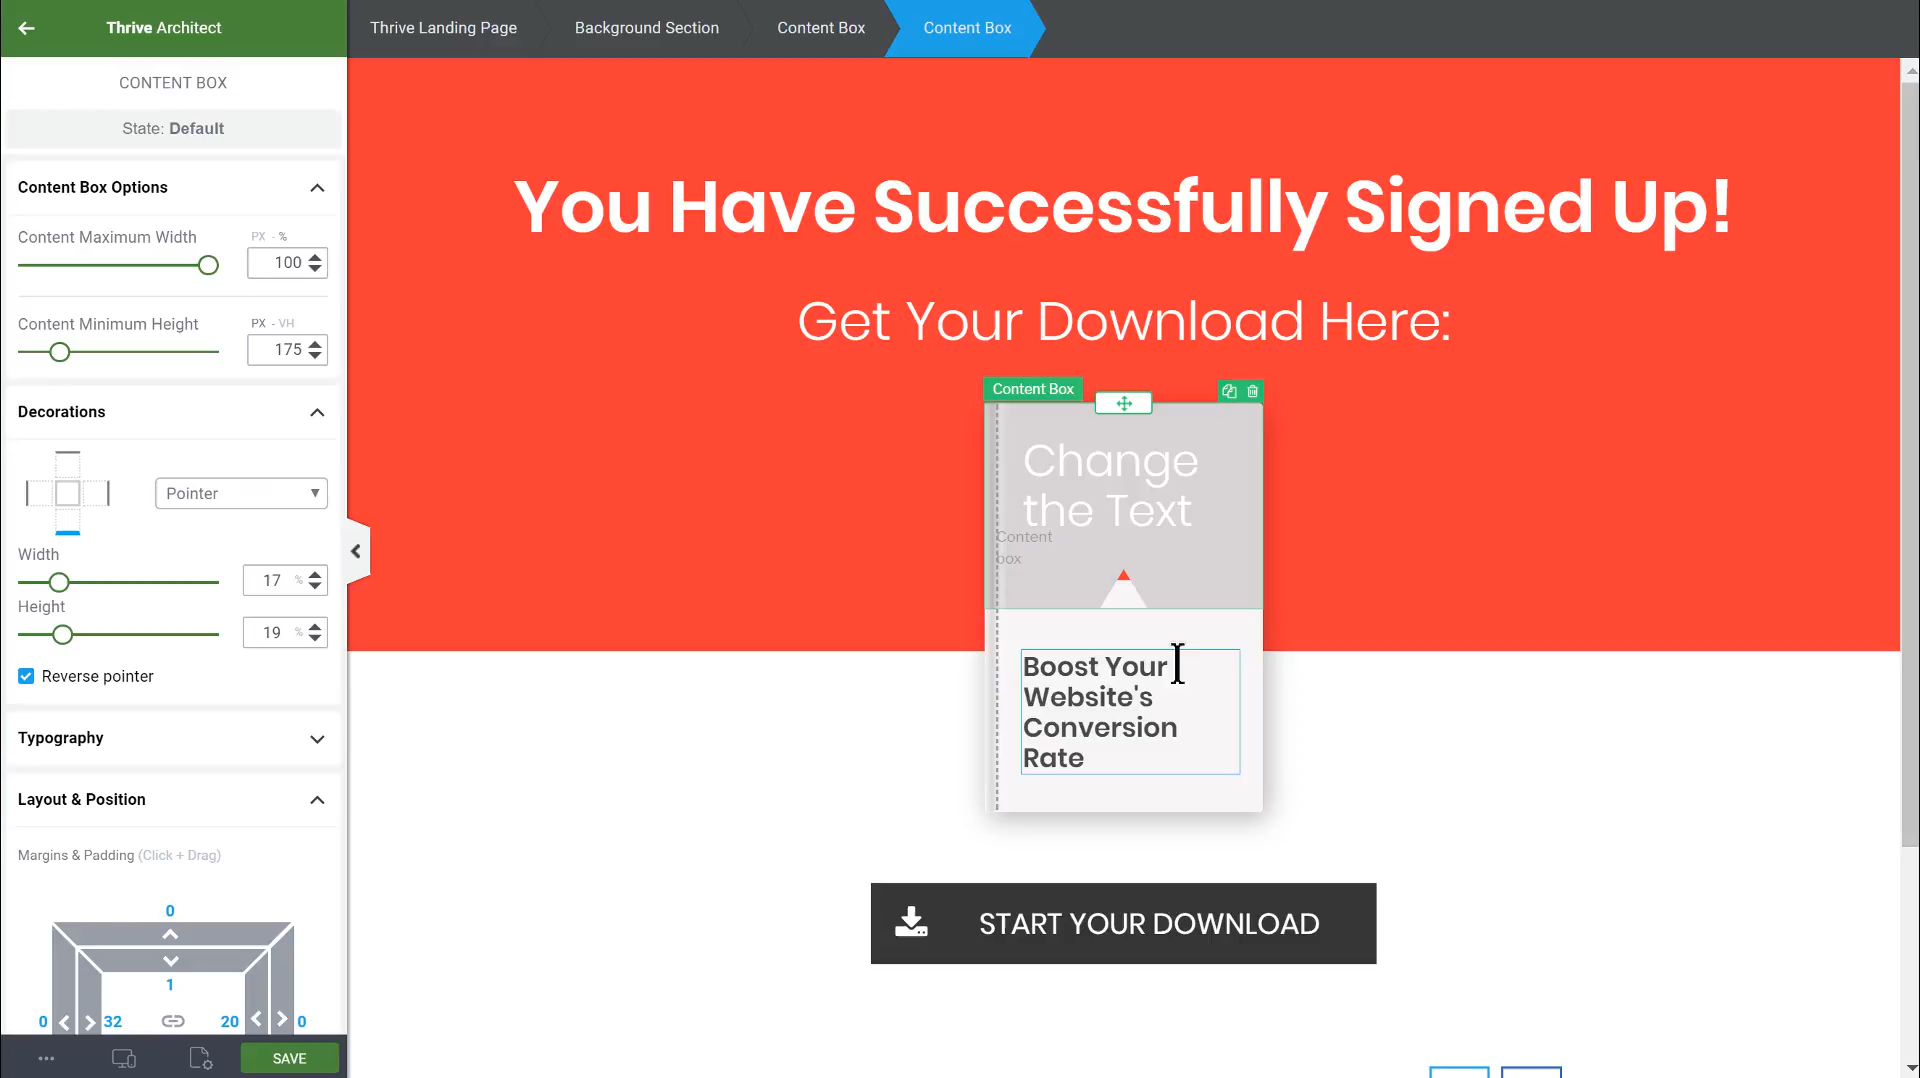 Thrive Architect
Thrive Landing Page
Background Section
Content Box
Content Box
CONTENT BOX
State: Default
Content Box Options
Content Maximum Width
PX - %
100
Content Minimum Height
PX - VH
175
Decorations
Pointer
Width
17 %
Height
19 %
Reverse pointer
Typography
Layout & Position
Margins & Padding (Click + Drag)
0
1
0
32
20
0
SAVE
You Have Successfully Signed Up!
Get Your Download Here:
Content Box
Change
the Text
Content
box
Boost Your
Website's
Conversion
Rate
START YOUR DOWNLOAD